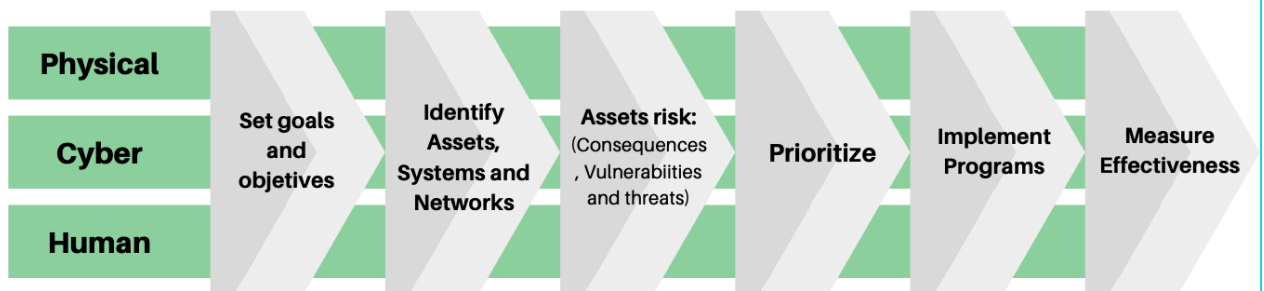 Physical
Cyber
Human
Set goals
and
objetives
Identify
Assets,
Systems and
Networks
Assets risk:
(Consequences
, Vulnerabiities
and threats)
Prioritize
Implement
Programs
Measure
Effectiveness